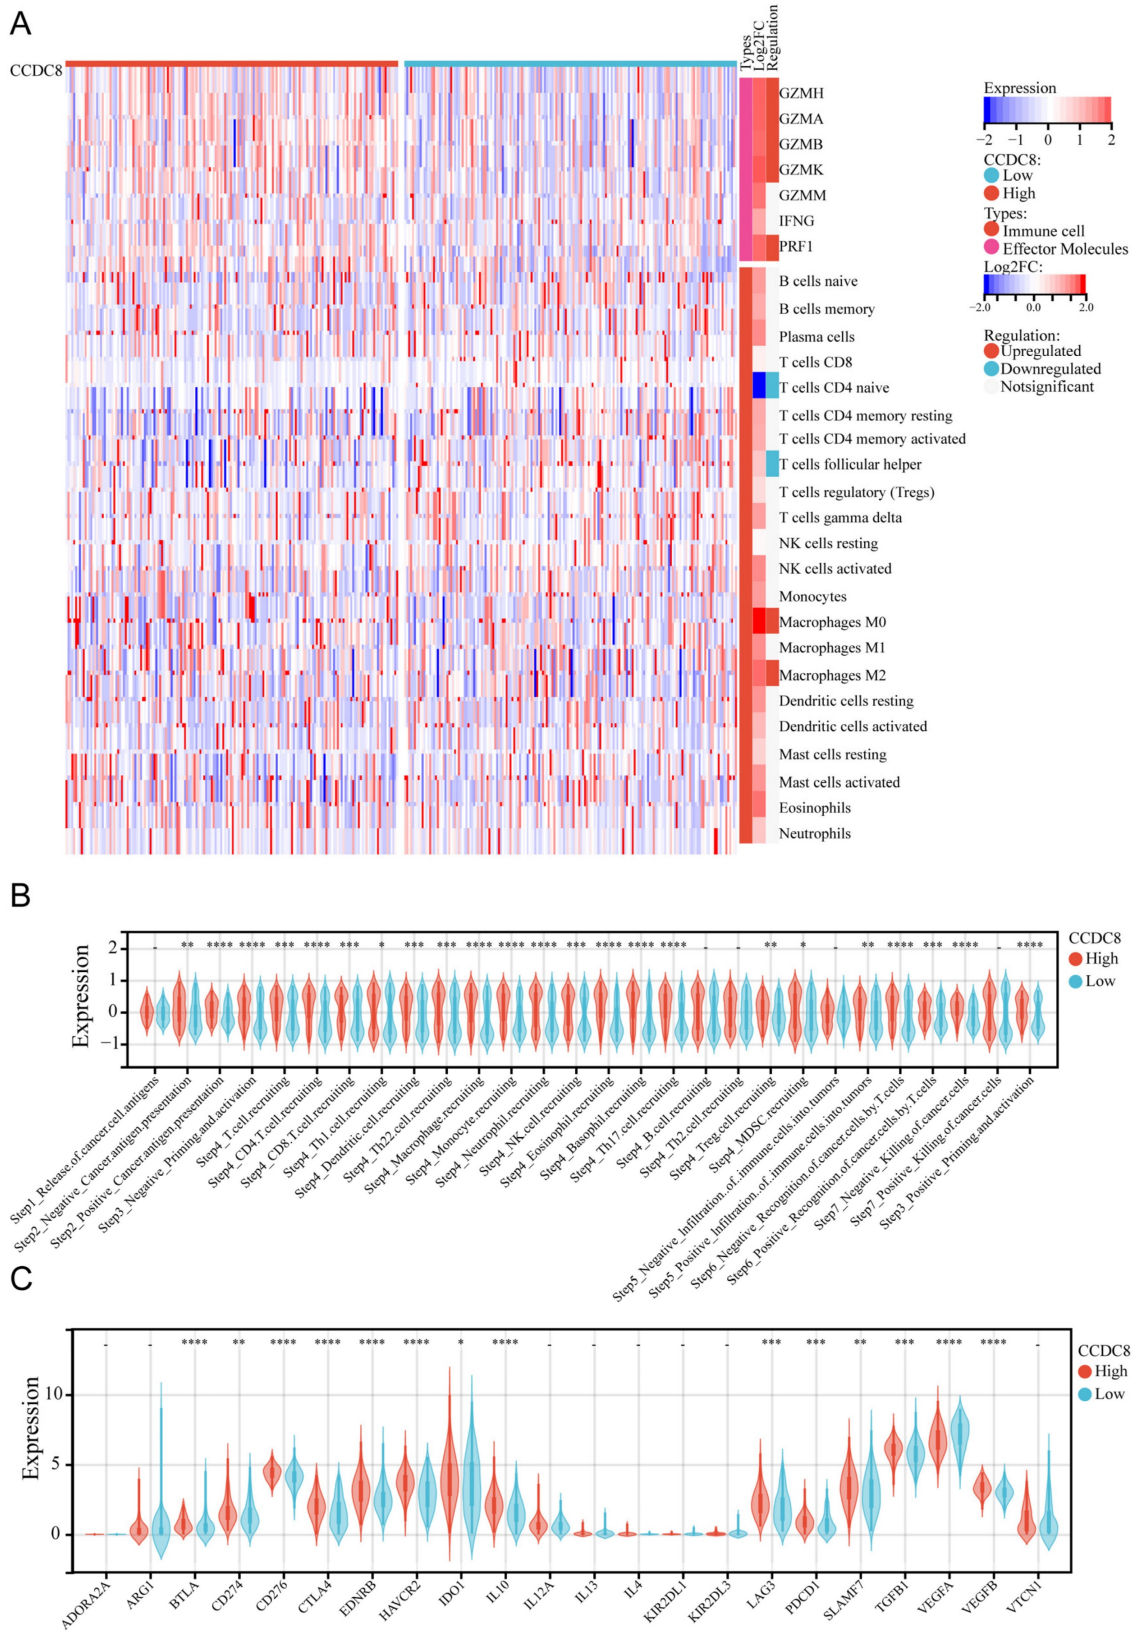 A
Types
Log2FC
Regulation
CCDC8
GZMH
GZMA
GZMB
GZMK
GZMM
IFNG
PRF1
B cells naive
B cells memory
Plasma cells
T cells CD8
T cells CD4 naive
T cells CD4 memory resting
T cells CD4 memory activated
T cells follicular helper
T cells regulatory (Tregs)
T cells gamma delta
NK cells resting
NK cells activated
Monocytes
Macrophages M0
Macrophages M1
Macrophages M2
Dendritic cells resting
Dendritic cells activated
Mast cells resting
Mast cells activated
Eosinophils
Neutrophils
Expression
−2 −1 0 1 2
CCDC8:
Low
High
Types:
Immune cell
Effector Molecules
Log2FC:
−2.0 0.0 2.0
Regulation:
Upregulated
Downregulated
Notsignificant
B
Expression
2
1
0
−1
- ** **** **** *** **** *** * *** *** **** **** **** *** **** **** **** - - ** * - ** **** *** **** - ****
CCDC8
High
Low
Step1_Release.of.cancer.cell.antigens
Step2_Negative_Cancer.antigen.presentation
Step2_Positive_Cancer.antigen.presentation
Step3_Negative_Priming.and.activation
Step4_T.cell.recruiting
Step4_CD4.T.cell.recruiting
Step4_CD8.T.cell.recruiting
Step4_Th1.cell.recruiting
Step4_Dendritic.cell.recruiting
Step4_Th22.cell.recruiting
Step4_Macrophage.recruiting
Step4_Monocyte.recruiting
Step4_Neutrophil.recruiting
Step4_NK.cell.recruiting
Step4_Eosinophil.recruiting
Step4_Basophil.recruiting
Step4_Th17.cell.recruiting
Step4_B.cell.recruiting
Step4_Th2.cell.recruiting
Step4_Treg.cell.recruiting
Step4_MDSC.recruiting
Step5_Negative_Infiltration.of.immune.cells.into.tumors
Step5_Positive_Infiltration.of.immune.cells.into.tumors
Step6_Negative_Recognition.of.cancer.cells.by.T.cells
Step6_Positive_Recognition.of.cancer.cells.by.T.cells
Step7_Negative_Killing.of.cancer.cells
Step7_Positive_Killing.of.cancer.cells
Step3_Positive_Priming.and.activation
C
Expression
10
5
0
- - **** ** **** **** **** **** * **** - - - - - *** *** ** *** **** **** -
CCDC8
High
Low
ADORA2A
ARG1
BTLA
CD274
CD276
CTLA4
EDNRB
HAVCR2
IDO1
IL10
IL12A
IL13
IL4
KIR2DL1
KIR2DL3
LAG3
PDCD1
SLAMF7
TGFB1
VEGFA
VEGFB
VTCN1